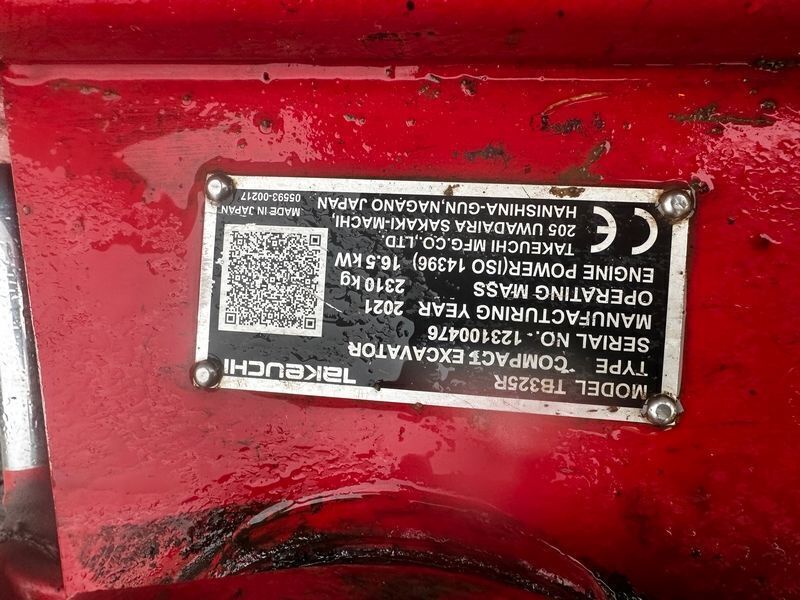 MODEL TB325R
TAKEUCHI
TYPE COMPACT EXCAVATOR
SERIAL NO. 123100476
MANUFACTURING YEAR 2021
OPERATING MASS 2310 kg
ENGINE POWER(ISO 14396) 16.5 kW
TAKEUCHI MFG.CO.,LTD.
205 UWADAIRA SAKAKI-MACHI,
HANISHINA-GUN,NAGANO JAPAN
CE
MADE IN JAPAN
05593-00217